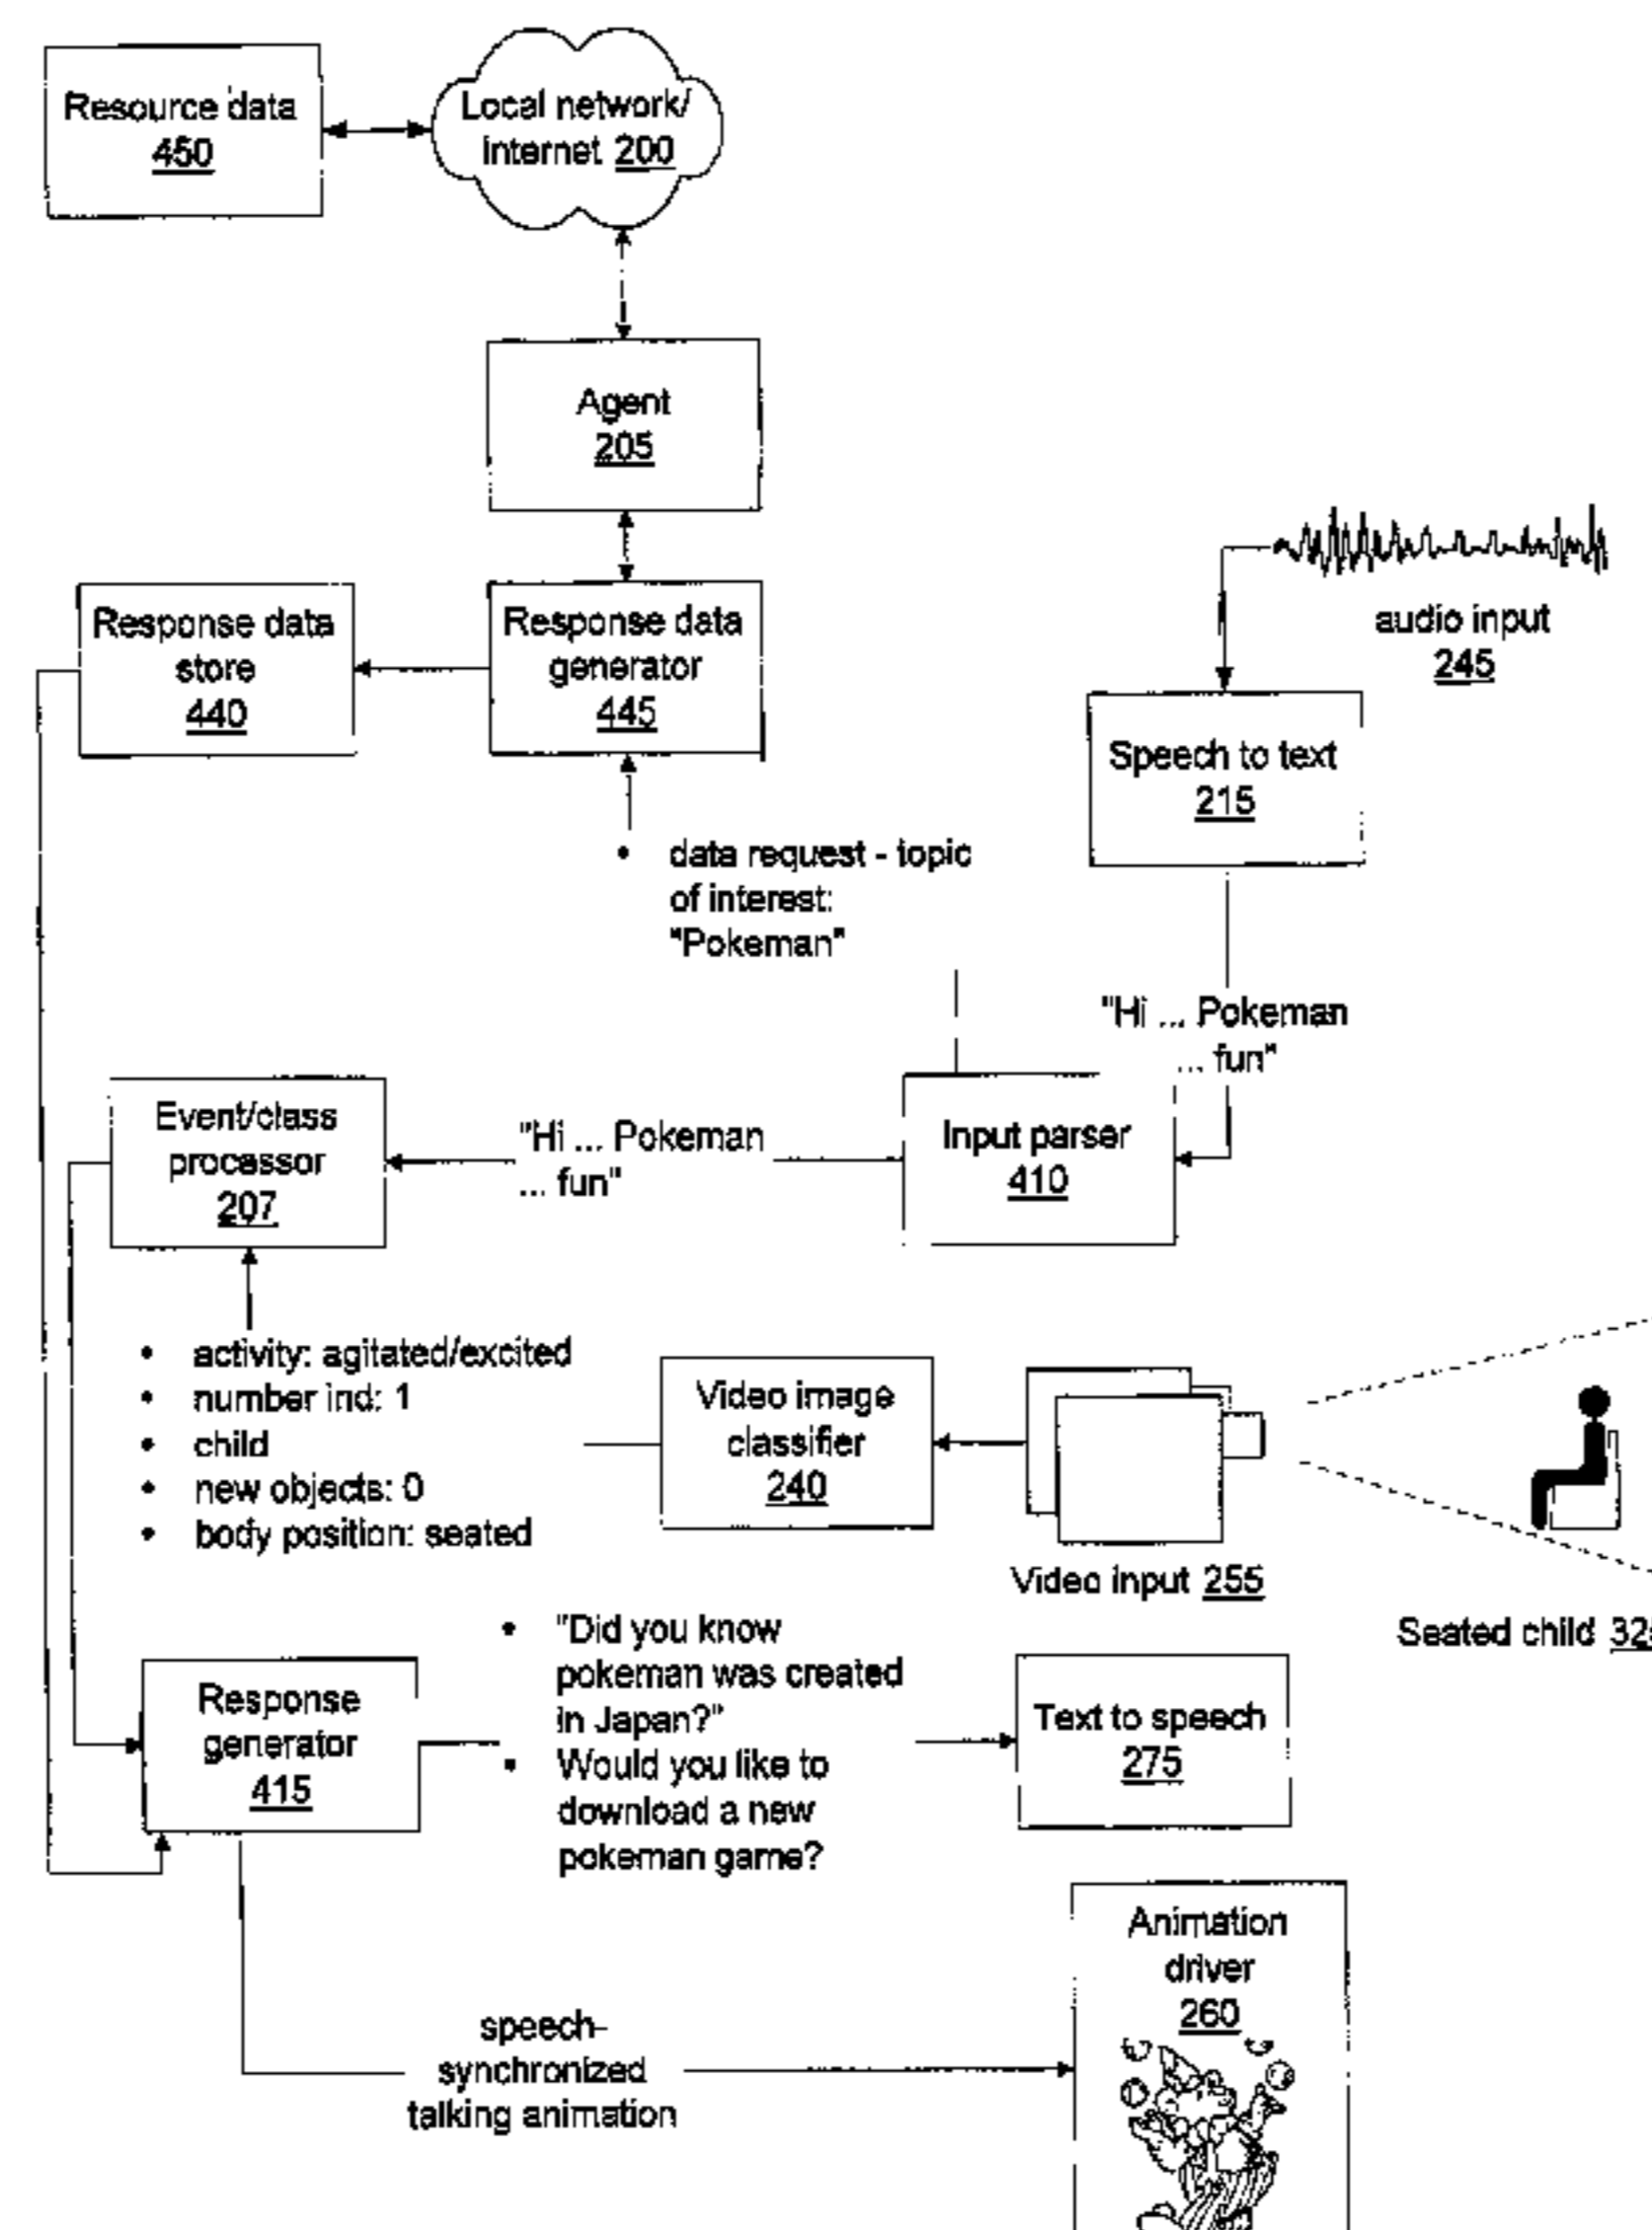 Resource data
450
Local network/
internet 200
Agent
205
Response data
store
440
Response data
generator
445
audio input
245
Speech to text
215
• data request - topic
of interest:
"Pokeman"
"Hi ... Pokeman
... fun"
Event/class
processor
207
"Hi ... Pokeman
... fun"
Input parser
410
• activity: agitated/excited
• number ind: 1
• child
• new objects: 0
• body position: seated
Video image
classifier
240
Video input 255
Seated child
Response
generator
415
• "Did you know
pokeman was created
in Japan?"
• Would you like to
download a new
pokeman game?
Text to speech
275
Animation
driver
260
speech-
synchronized
talking animation